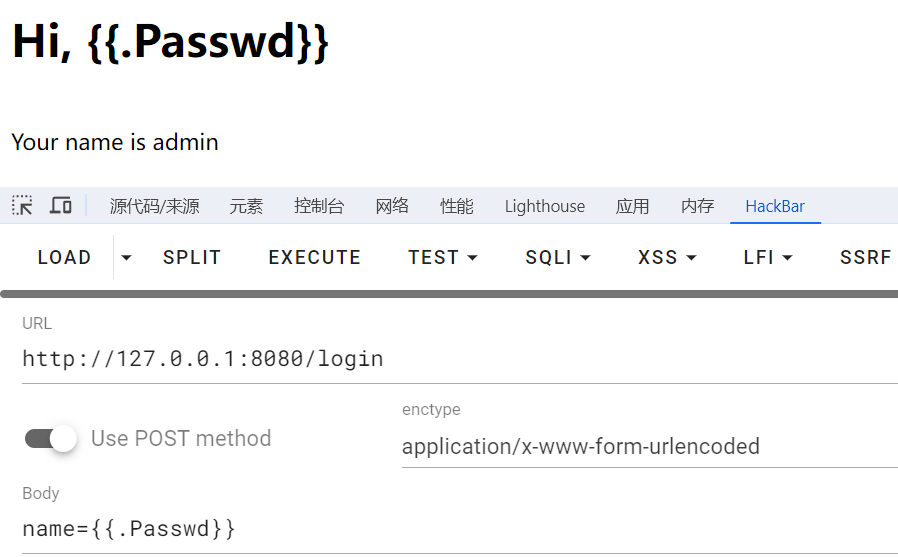 Hi, {{.Passwd}}
Your name is admin
源代码/来源 元素 控制台 网络 性能 Lighthouse 应用 内存 HackBar
LOAD SPLIT EXECUTE TEST SQLI XSS LFI SSRF
URL
http://127.0.0.1:8080/login
enctype
Use POST method
application/x-www-form-urlencoded
Body
name={{.Passwd}}